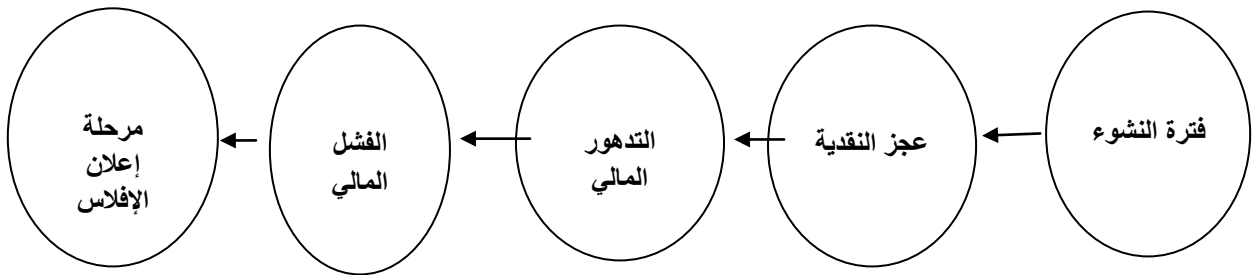 فترة النشوء
عجز النقدية
التدهور
المالي
الفشل
المالي
مرحلة
إعلان
الإفلاس